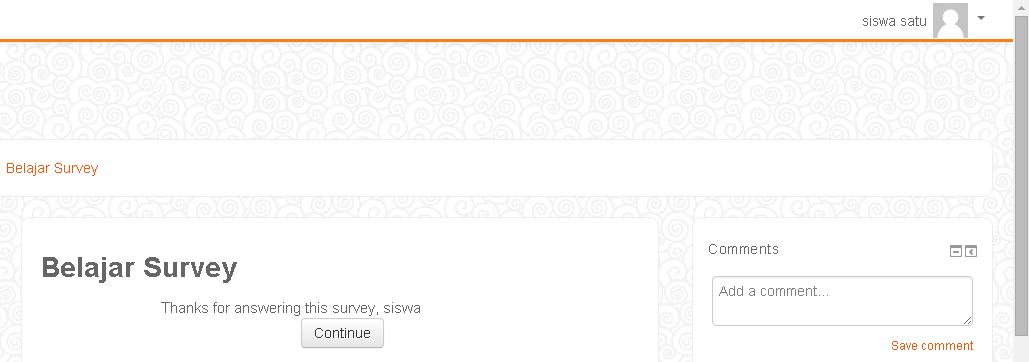 siswa satu
Belajar Survey
Belajar Survey
Thanks for answering this survey, siswa
Continue
Comments
Add a comment...
Save comment